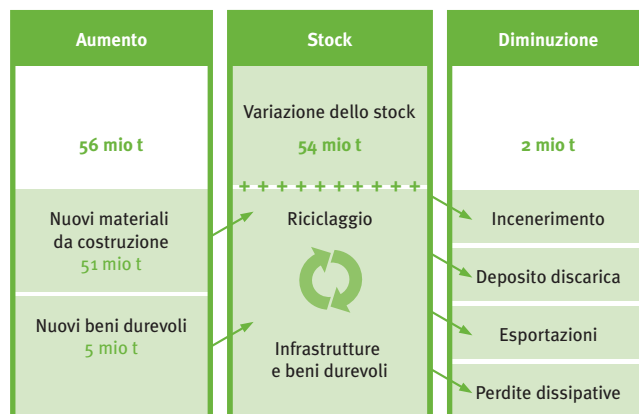 Aumento
56 mio t
Nuovi materiali
da costruzione
51 mio t
Nuovi beni durevoli
5 mio t
Stock
Variazione dello stock
54 mio t
+ + + + + + + + + + +
Riciclaggio
Infrastrutture
e beni durevoli
Diminuzione
2 mio t
Incenerimento
Deposito discarica
Esportazioni
Perdite dissipative